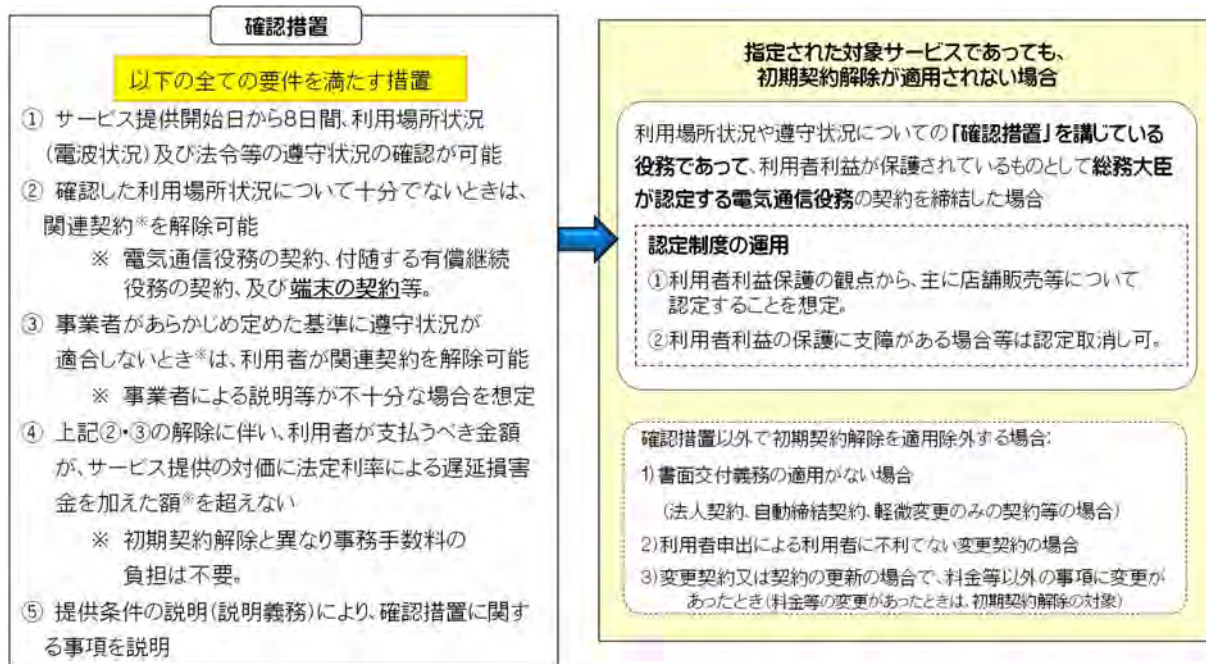 確認措置
以下の全ての要件を満たす措置
① サービス提供開始日から8日間、利用場所状況
(電波状況)及び法令等の遵守状況の確認が可能
② 確認した利用場所状況について十分でないときは、
関連契約※を解除可能
※ 電気通信役務の契約、付随する有償継続
役務の契約、及び端末の契約等。
③ 事業者があらかじめ定めた基準に遵守状況が
適合しないとき※は、利用者が関連契約を解除可能
※ 事業者による説明等が不十分な場合を想定
④ 上記②・③の解除に伴い、利用者が支払うべき金額
が、サービス提供の対価に法定利率による遅延損害
金を加えた額※を超えない
※ 初期契約解除と異なり事務手数料の
負担は不要。
⑤ 提供条件の説明(説明義務)により、確認措置に関す
る事項を説明
指定された対象サービスであっても、
初期契約解除が適用されない場合
利用場所状況や遵守状況についての「確認措置」を講じている
役務であって、利用者利益が保護されているものとして総務大臣
が認定する電気通信役務の契約を締結した場合
認定制度の運用
①利用者利益保護の観点から、主に店舗販売等について
認定することを想定。
②利用者利益の保護に支障がある場合等は認定取消し可。
確認措置以外で初期契約解除を適用除外する場合:
1)書面交付義務の適用がない場合
(法人契約、自動締結契約、軽微変更のみの契約等の場合)
2)利用者申出による利用者に不利でない変更契約の場合
3)変更契約又は契約の更新の場合で、料金等以外の事項に変更が
あったとき(料金等の変更があったときは、初期契約解除の対象)